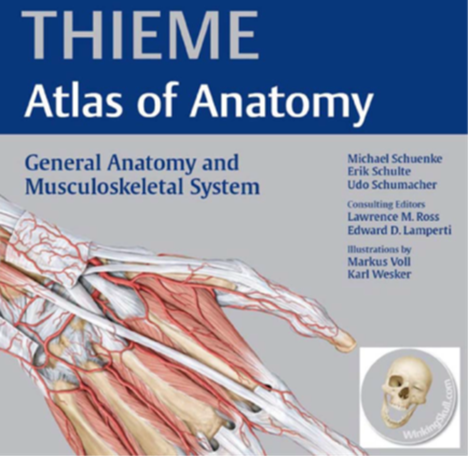 THIEME
Atlas of Anatomy
General Anatomy and
Musculoskeletal System
Michael Schuenke
Erik Schulte
Udo Schumacher
Consulting Editors
Lawrence M. Ross
Edward D. Lamperti
Illustrations by
Markus Voll
Karl Wesker
WinkingSkull.com